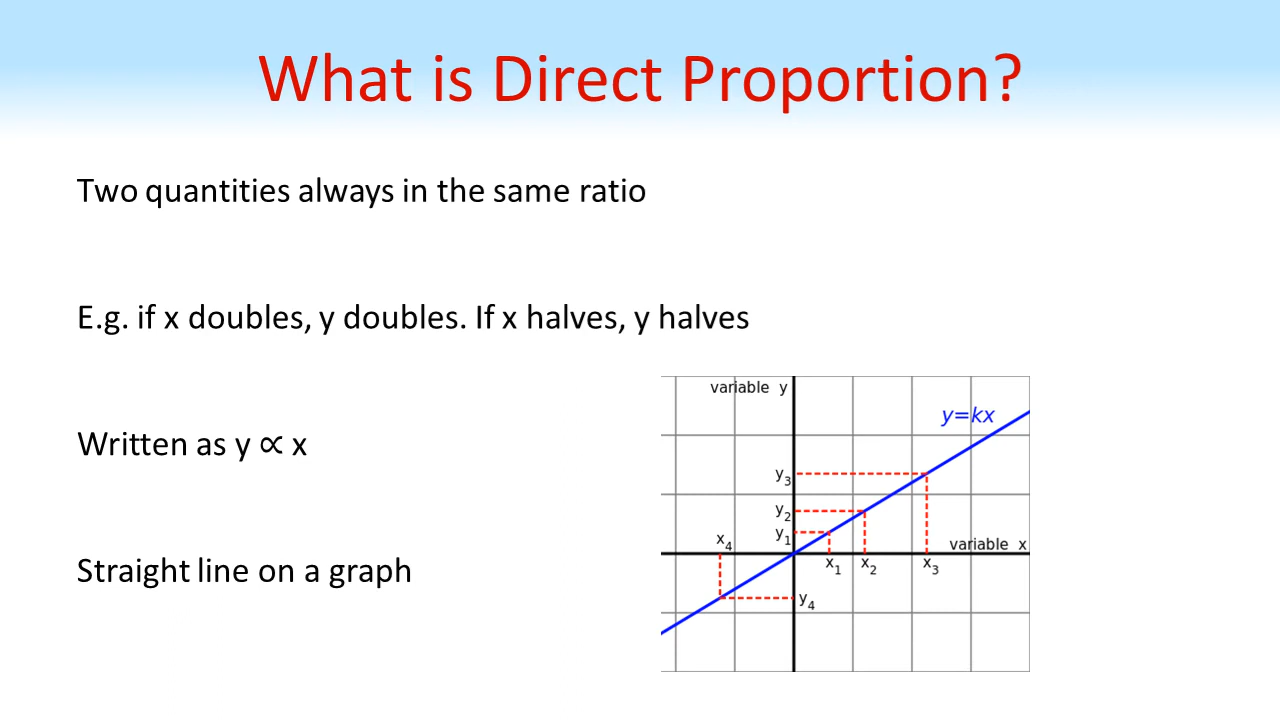 What is Direct Proportion?
Two quantities always in the same ratio
E.g. if x doubles, y doubles. If x halves, y halves
Written as y ∝ x
Straight line on a graph
variable y
y=kx
y₃
y₂
y₁
x₄
variable x
x₁ x₂ x₃
y₄